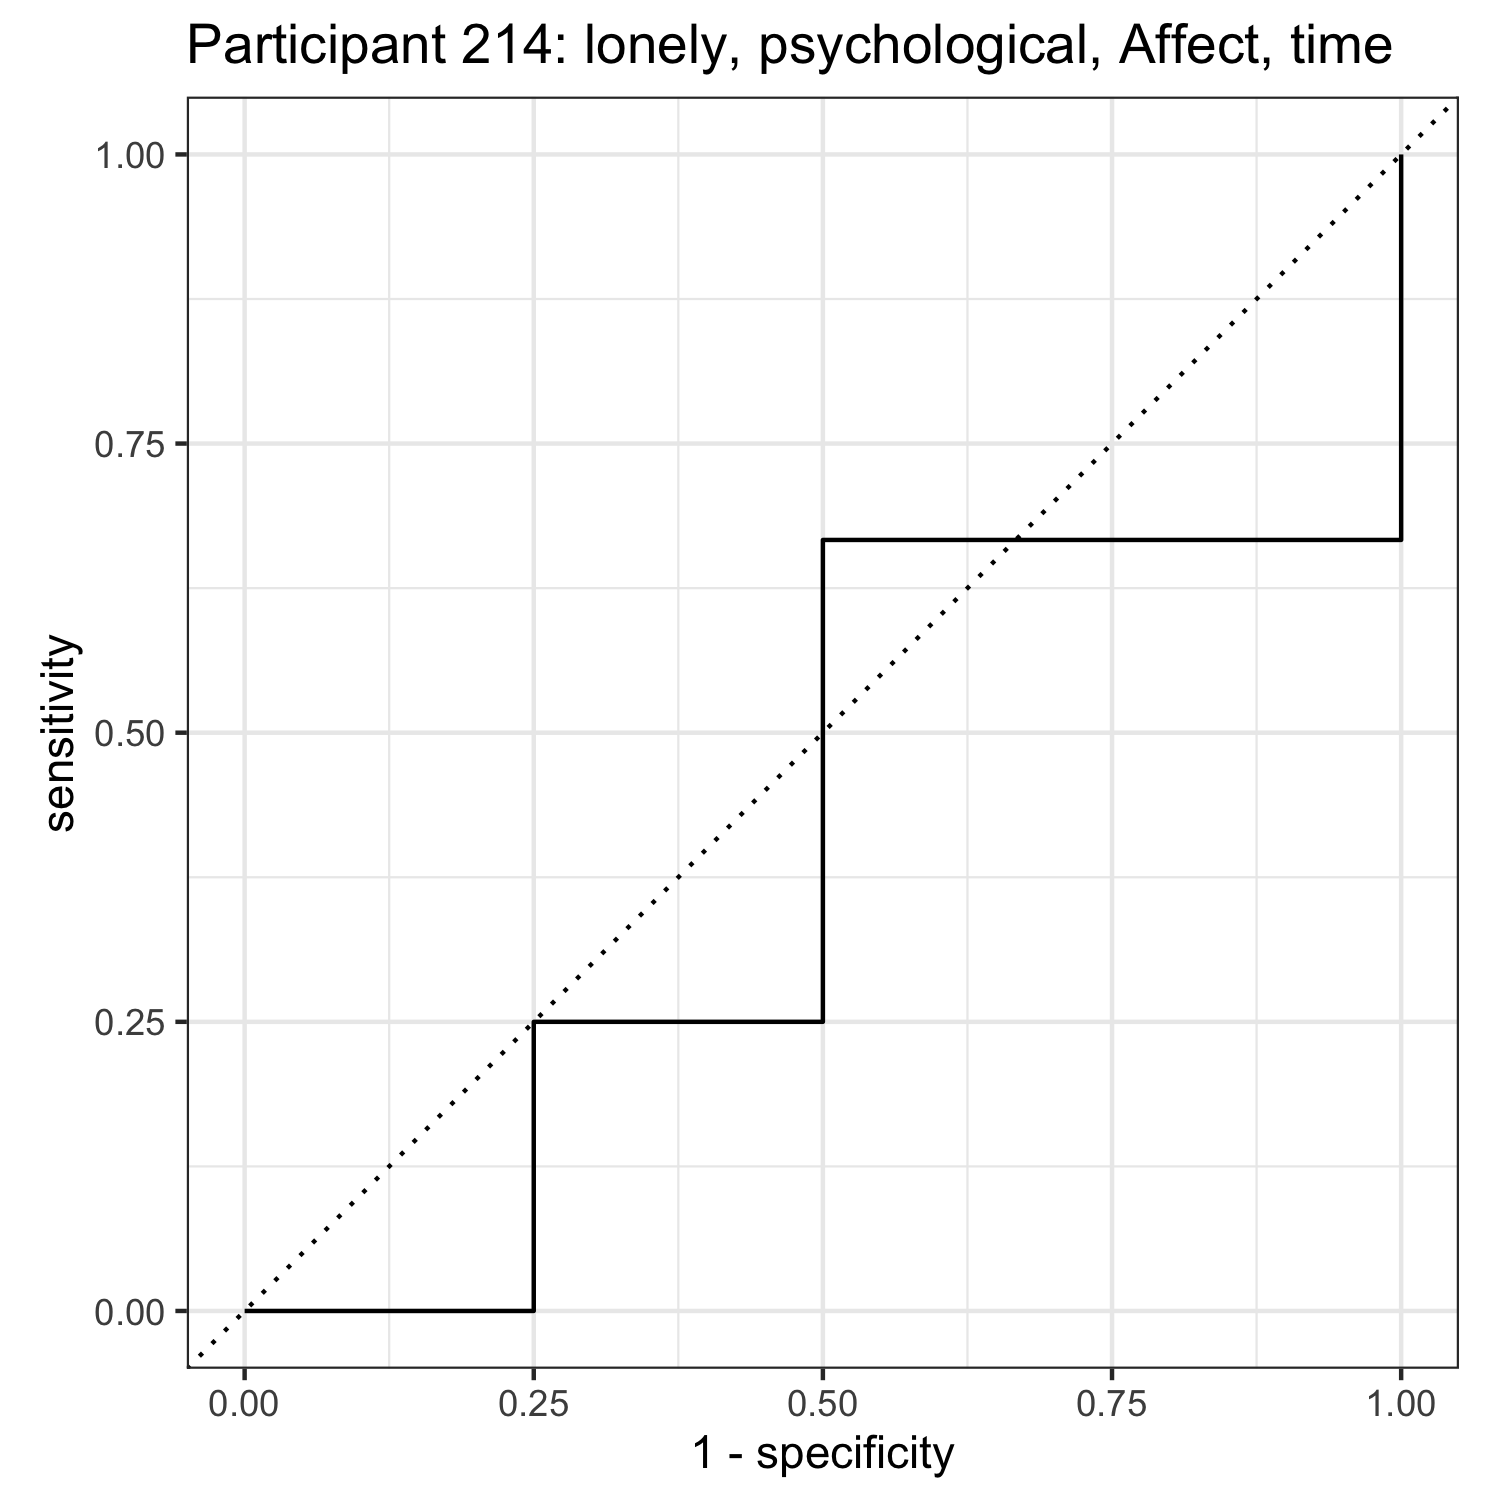 Participant 214: lonely, psychological, Affect, time
1.00
0.75
0.50
0.25
0.00
sensitivity
0.00 0.25 0.50 0.75 1.00
1 - specificity